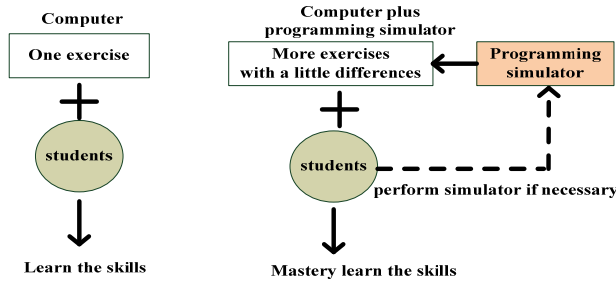 Computer
One exercise
students
Learn the skills
Computer plus
programming simulator
More exercises
with a little differences
Programming
simulator
students
perform simulator if necessary
Mastery learn the skills